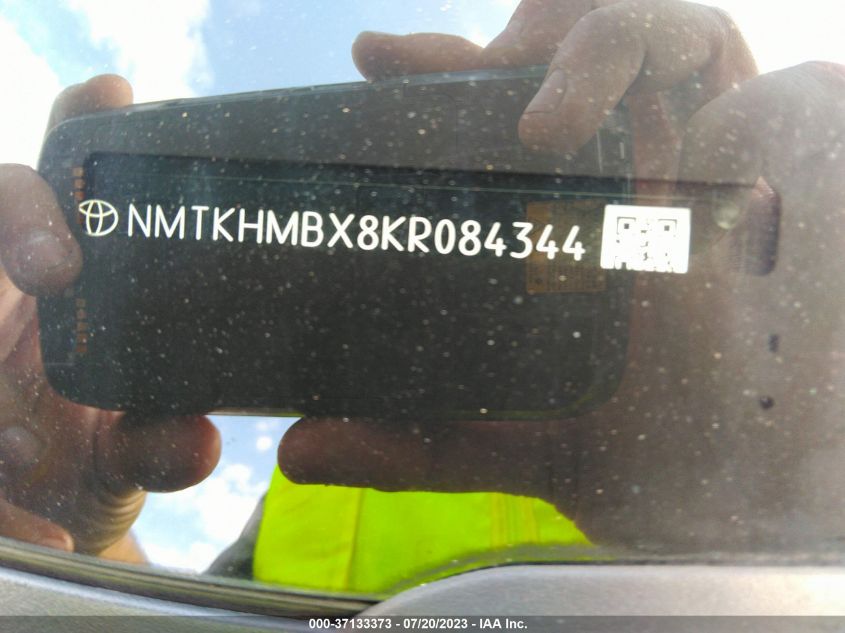 NMTKHMBX8KR084344
000-37133373 - 07/20/2023 - IAA Inc.